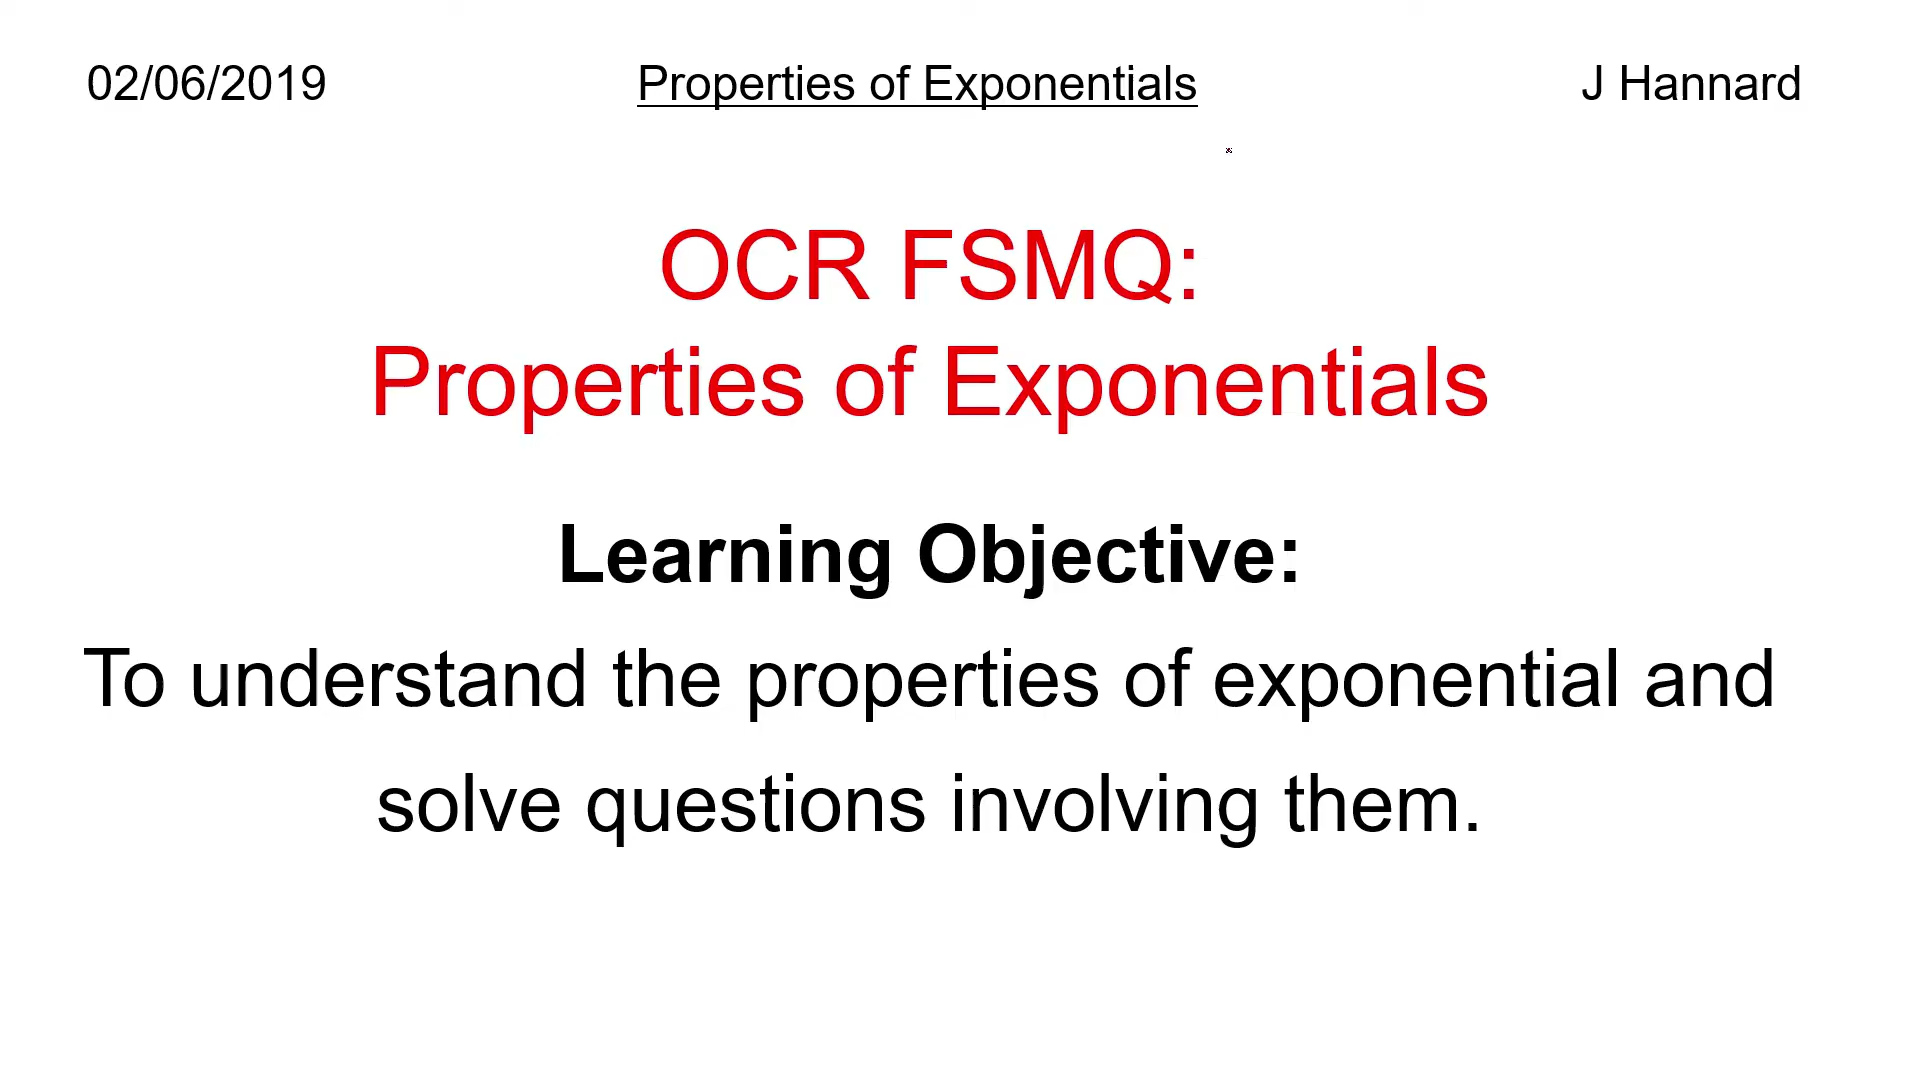 02/06/2019 Properties of Exponentials J Hannard
OCR FSMQ:
Properties of Exponentials
Learning Objective:
To understand the properties of exponential and
solve questions involving them.